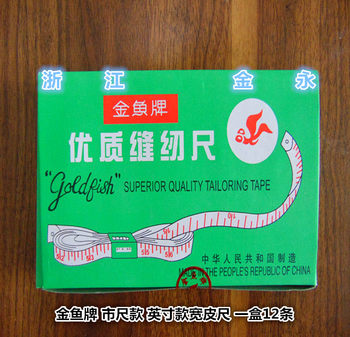 浙江金永
金鱼牌
优质缝纫尺
"goldfish" SUPERIOR QUALITY TAILORING TAPE
中华人民共和国制造
MADE IN THE PEOPLE'S REPUBLIC OF CHINA
金鱼牌 市尺款 英寸款宽皮尺 一盒12条